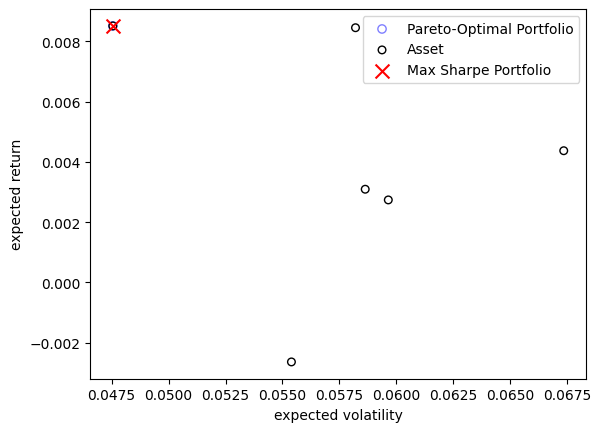 Pareto-Optimal Portfolio
Asset
Max Sharpe Portfolio
expected return
0.008
0.006
0.004
0.002
0.000
−0.002
0.0475 0.0500 0.0525 0.0550 0.0575 0.0600 0.0625 0.0650 0.0675
expected volatility